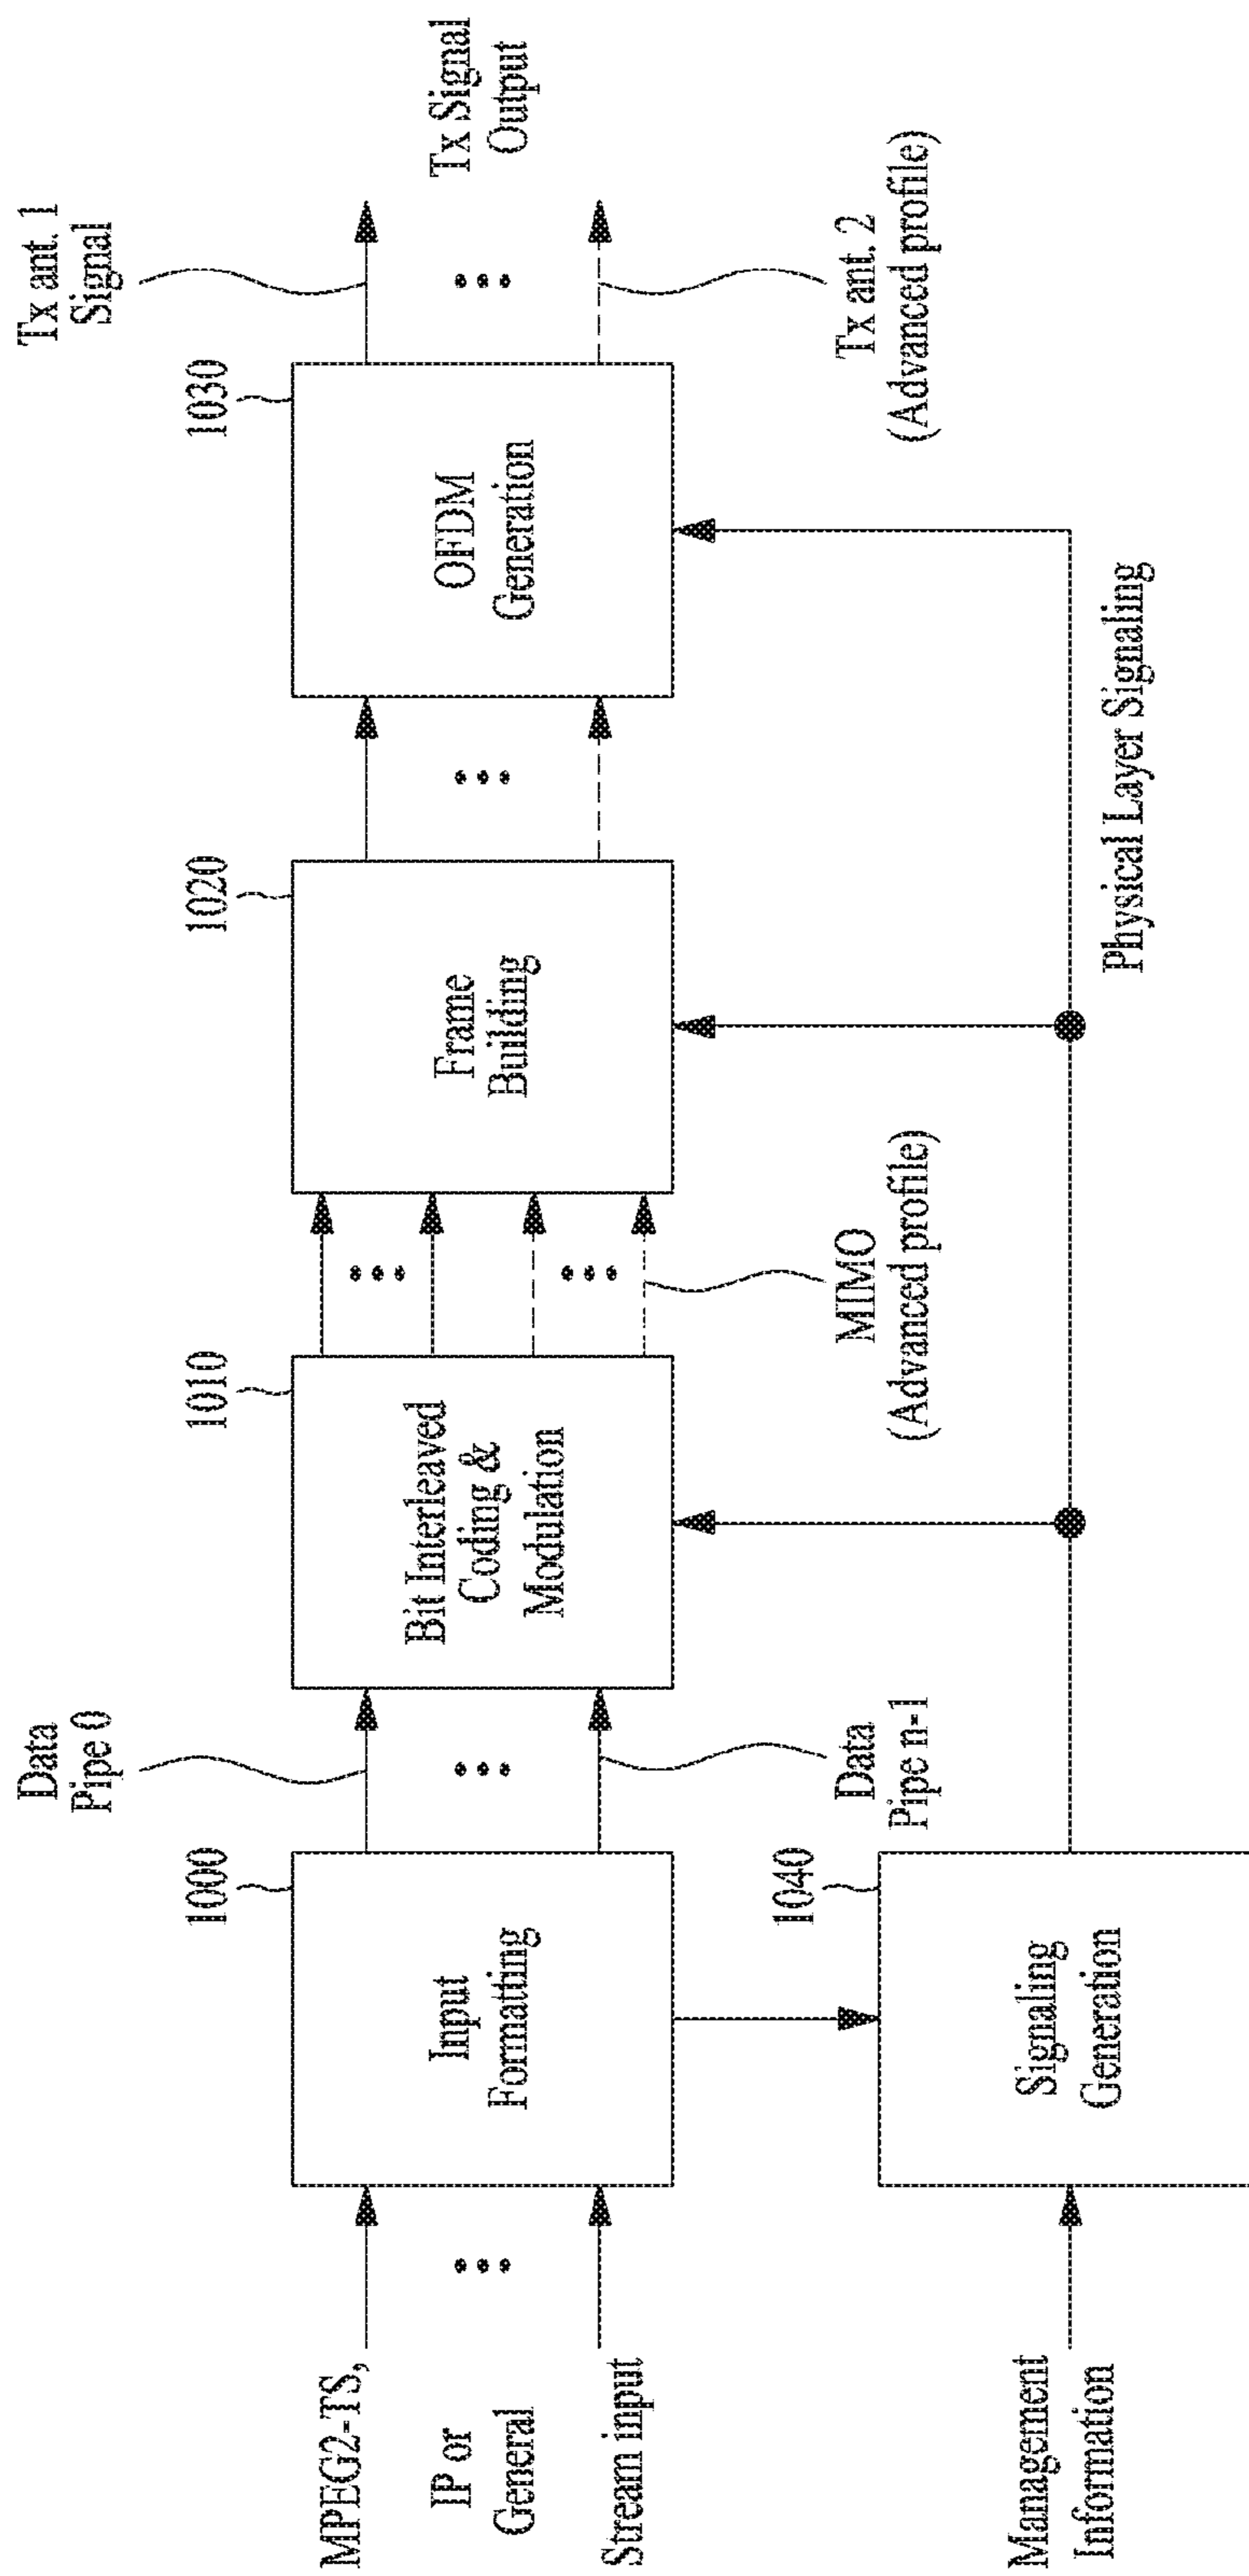 MPEG2-TS,
IP or
General
Stream input
Management
Information
1000
Input
Formatting
1040
Signaling
Generation
Data
Pipe 0
Data
Pipe n-1
1010
Bit Interleaved
Coding &
Modulation
MIMO
(Advanced profile)
1020
Frame
Building
Physical Layer Signaling
1030
OFDM
Generation
Tx ant. 1
Signal
Tx ant. 2
(Advanced profile)
Tx Signal
Output